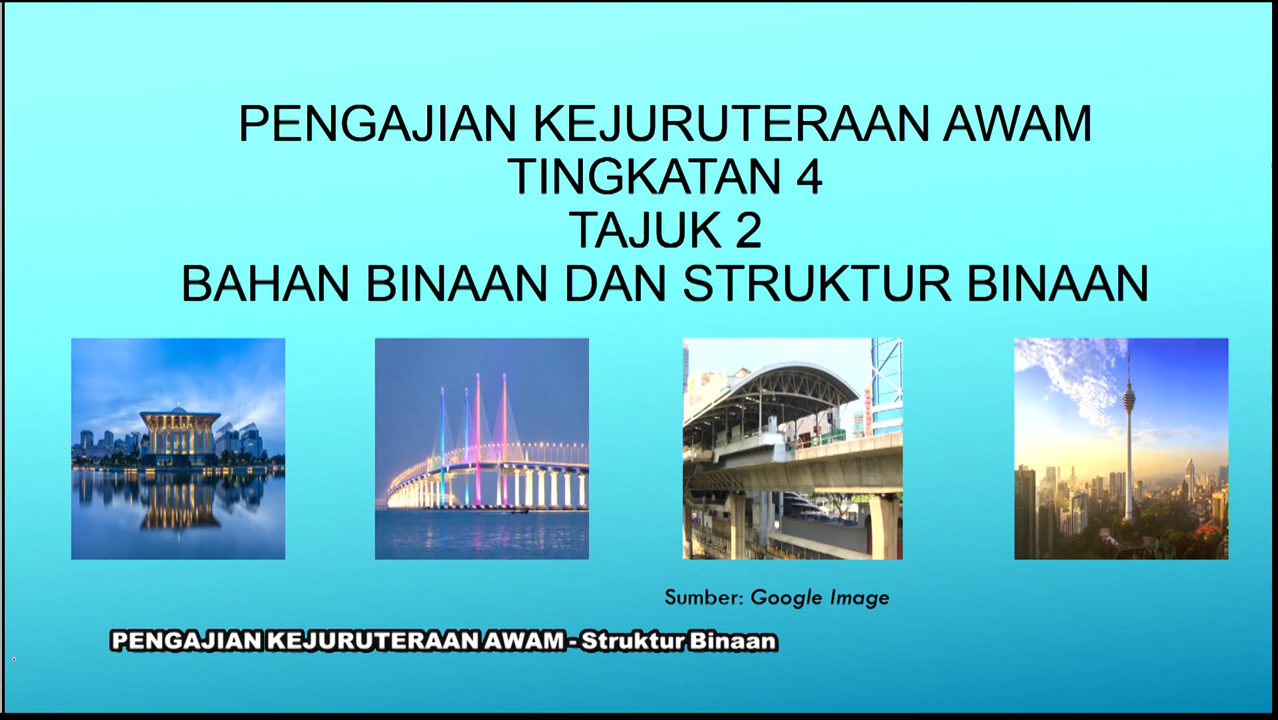 PENGAJIAN KEJURUTERAAN AWAM
TINGKATAN 4
TAJUK 2
BAHAN BINAAN DAN STRUKTUR BINAAN
Sumber: Google Image
PENGAJIAN KEJURUTERAAN AWAM - Struktur Binaan